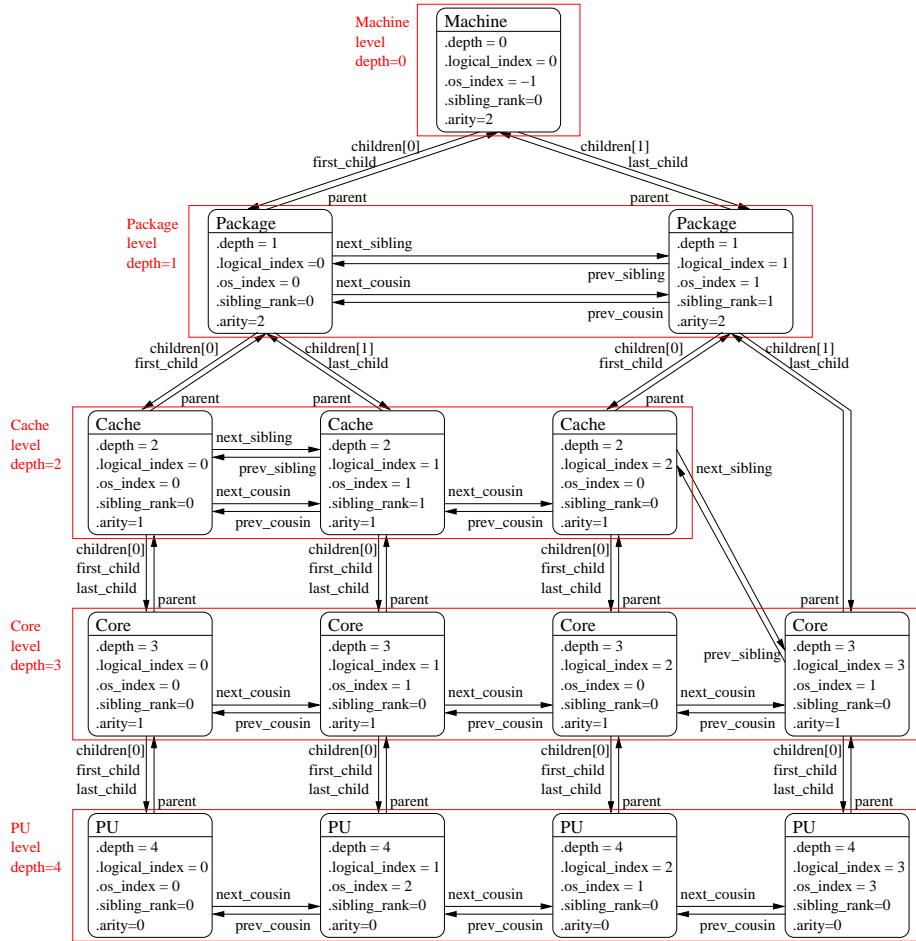 Machine
level
depth=0
Machine
.depth = 0
.logical_index = 0
.os_index = −1
.sibling_rank=0
.arity=2
children[0]
first_child
children[1]
last_child
parent
parent
Package
level
depth=1
Package
.depth = 1
.logical_index =0
.os_index = 0
.sibling_rank=0
.arity=2
next_sibling
prev_sibling
next_cousin
prev_cousin
Package
.depth = 1
.logical_index = 1
.os_index = 1
.sibling_rank=1
.arity=2
children[0]
first_child
children[1]
last_child
children[0]
first_child
children[1]
last_child
parent
parent
parent
Cache
level
depth=2
Cache
.depth = 2
.logical_index = 0
.os_index = 0
.sibling_rank=0
.arity=1
next_sibling
prev_sibling
next_cousin
prev_cousin
Cache
.depth = 2
.logical_index = 1
.os_index = 1
.sibling_rank=1
.arity=1
next_cousin
prev_cousin
Cache
.depth = 2
.logical_index = 2
.os_index = 0
.sibling_rank=0
.arity=1
next_sibling
children[0]
first_child
last_child
children[0]
first_child
last_child
children[0]
first_child
last_child
parent
parent
parent
parent
Core
level
depth=3
Core
.depth = 3
.logical_index = 0
.os_index = 0
.sibling_rank=0
.arity=1
next_cousin
prev_cousin
Core
.depth = 3
.logical_index = 1
.os_index = 1
.sibling_rank=0
.arity=1
next_cousin
prev_cousin
Core
.depth = 3
.logical_index = 2
.os_index = 0
.sibling_rank=0
.arity=1
prev_sibling
next_cousin
prev_cousin
Core
.depth = 3
.logical_index = 3
.os_index = 1
.sibling_rank=0
.arity=1
children[0]
first_child
last_child
children[0]
first_child
last_child
children[0]
first_child
last_child
children[0]
first_child
last_child
parent
parent
parent
parent
PU
level
depth=4
PU
.depth = 4
.logical_index = 0
.os_index = 0
.sibling_rank=0
.arity=0
next_cousin
prev_cousin
PU
.depth = 4
.logical_index = 1
.os_index = 2
.sibling_rank=0
.arity=0
next_cousin
prev_cousin
PU
.depth = 4
.logical_index = 2
.os_index = 1
.sibling_rank=0
.arity=0
next_cousin
prev_cousin
PU
.depth = 4
.logical_index = 3
.os_index = 3
.sibling_rank=0
.arity=0